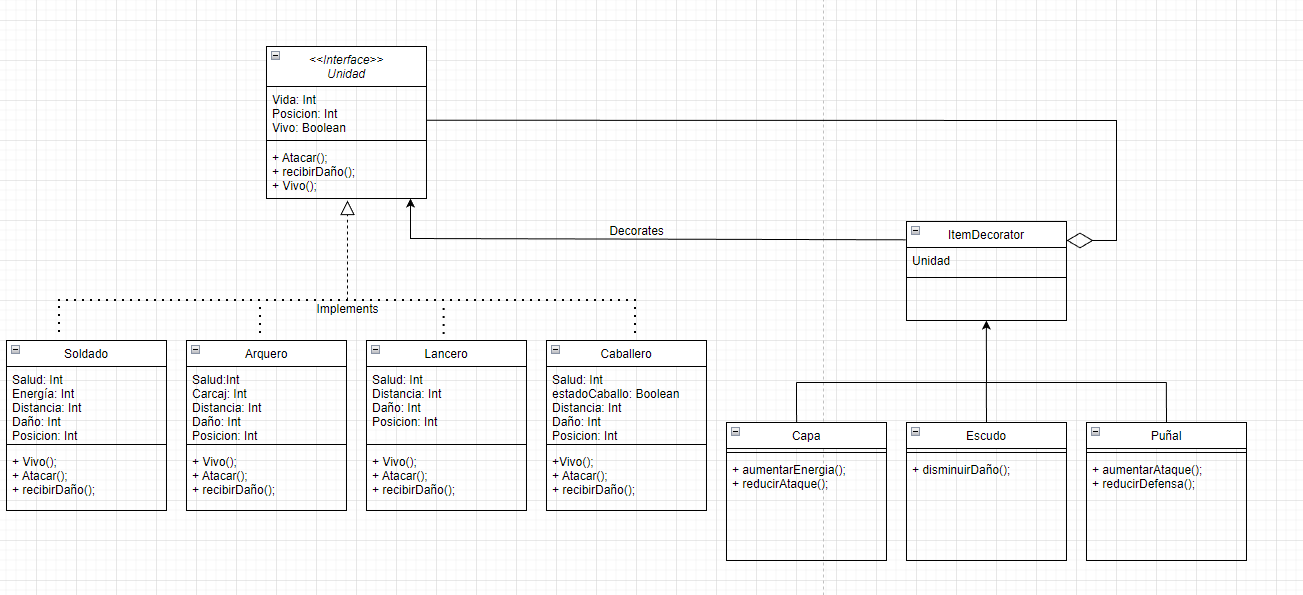 <<Interface>>
Unidad
Vida: Int
Posicion: Int
Vivo: Boolean
+ Atacar();
+ recibirDaño();
+ Vivo();
Decorates
ItemDecorator
Unidad
Implements
Soldado
Salud: Int
Energía: Int
Distancia: Int
Daño: Int
Posicion: Int
+ Vivo();
+ Atacar();
+ recibirDaño();
Arquero
Salud:Int
Carcaj: Int
Distancia: Int
Daño: Int
Posicion: Int
+ Vivo();
+ Atacar();
+ recibirDaño();
Lancero
Salud: Int
Distancia: Int
Daño: Int
Posicion: Int
+ Vivo();
+ Atacar();
+ recibirDaño();
Caballero
Salud: Int
estadoCaballo: Boolean
Distancia: Int
Daño: Int
Posicion: Int
+Vivo();
+ Atacar();
+ recibirDaño();
Capa
+ aumentarEnergia();
+ reducirAtaque();
Escudo
+ disminuirDaño();
Puñal
+ aumentarAtaque();
+ reducirDefensa();